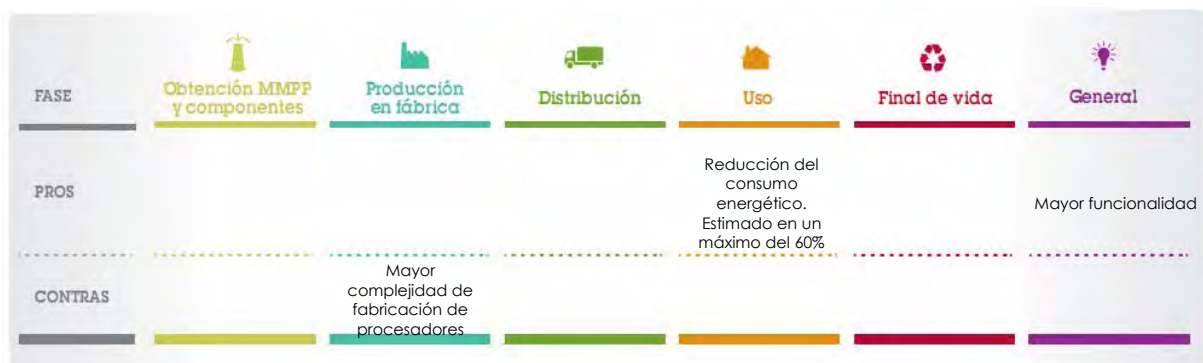 FASE
Obtención MMPP
y componentes
Producción
en fábrica
Distribución
Uso
Final de vida
General
PROS
Reducción del
consumo
energético.
Estimado en un
máximo del 60%
Mayor funcionalidad
CONTRAS
Mayor
complejidad de
fabricación de
procesadores